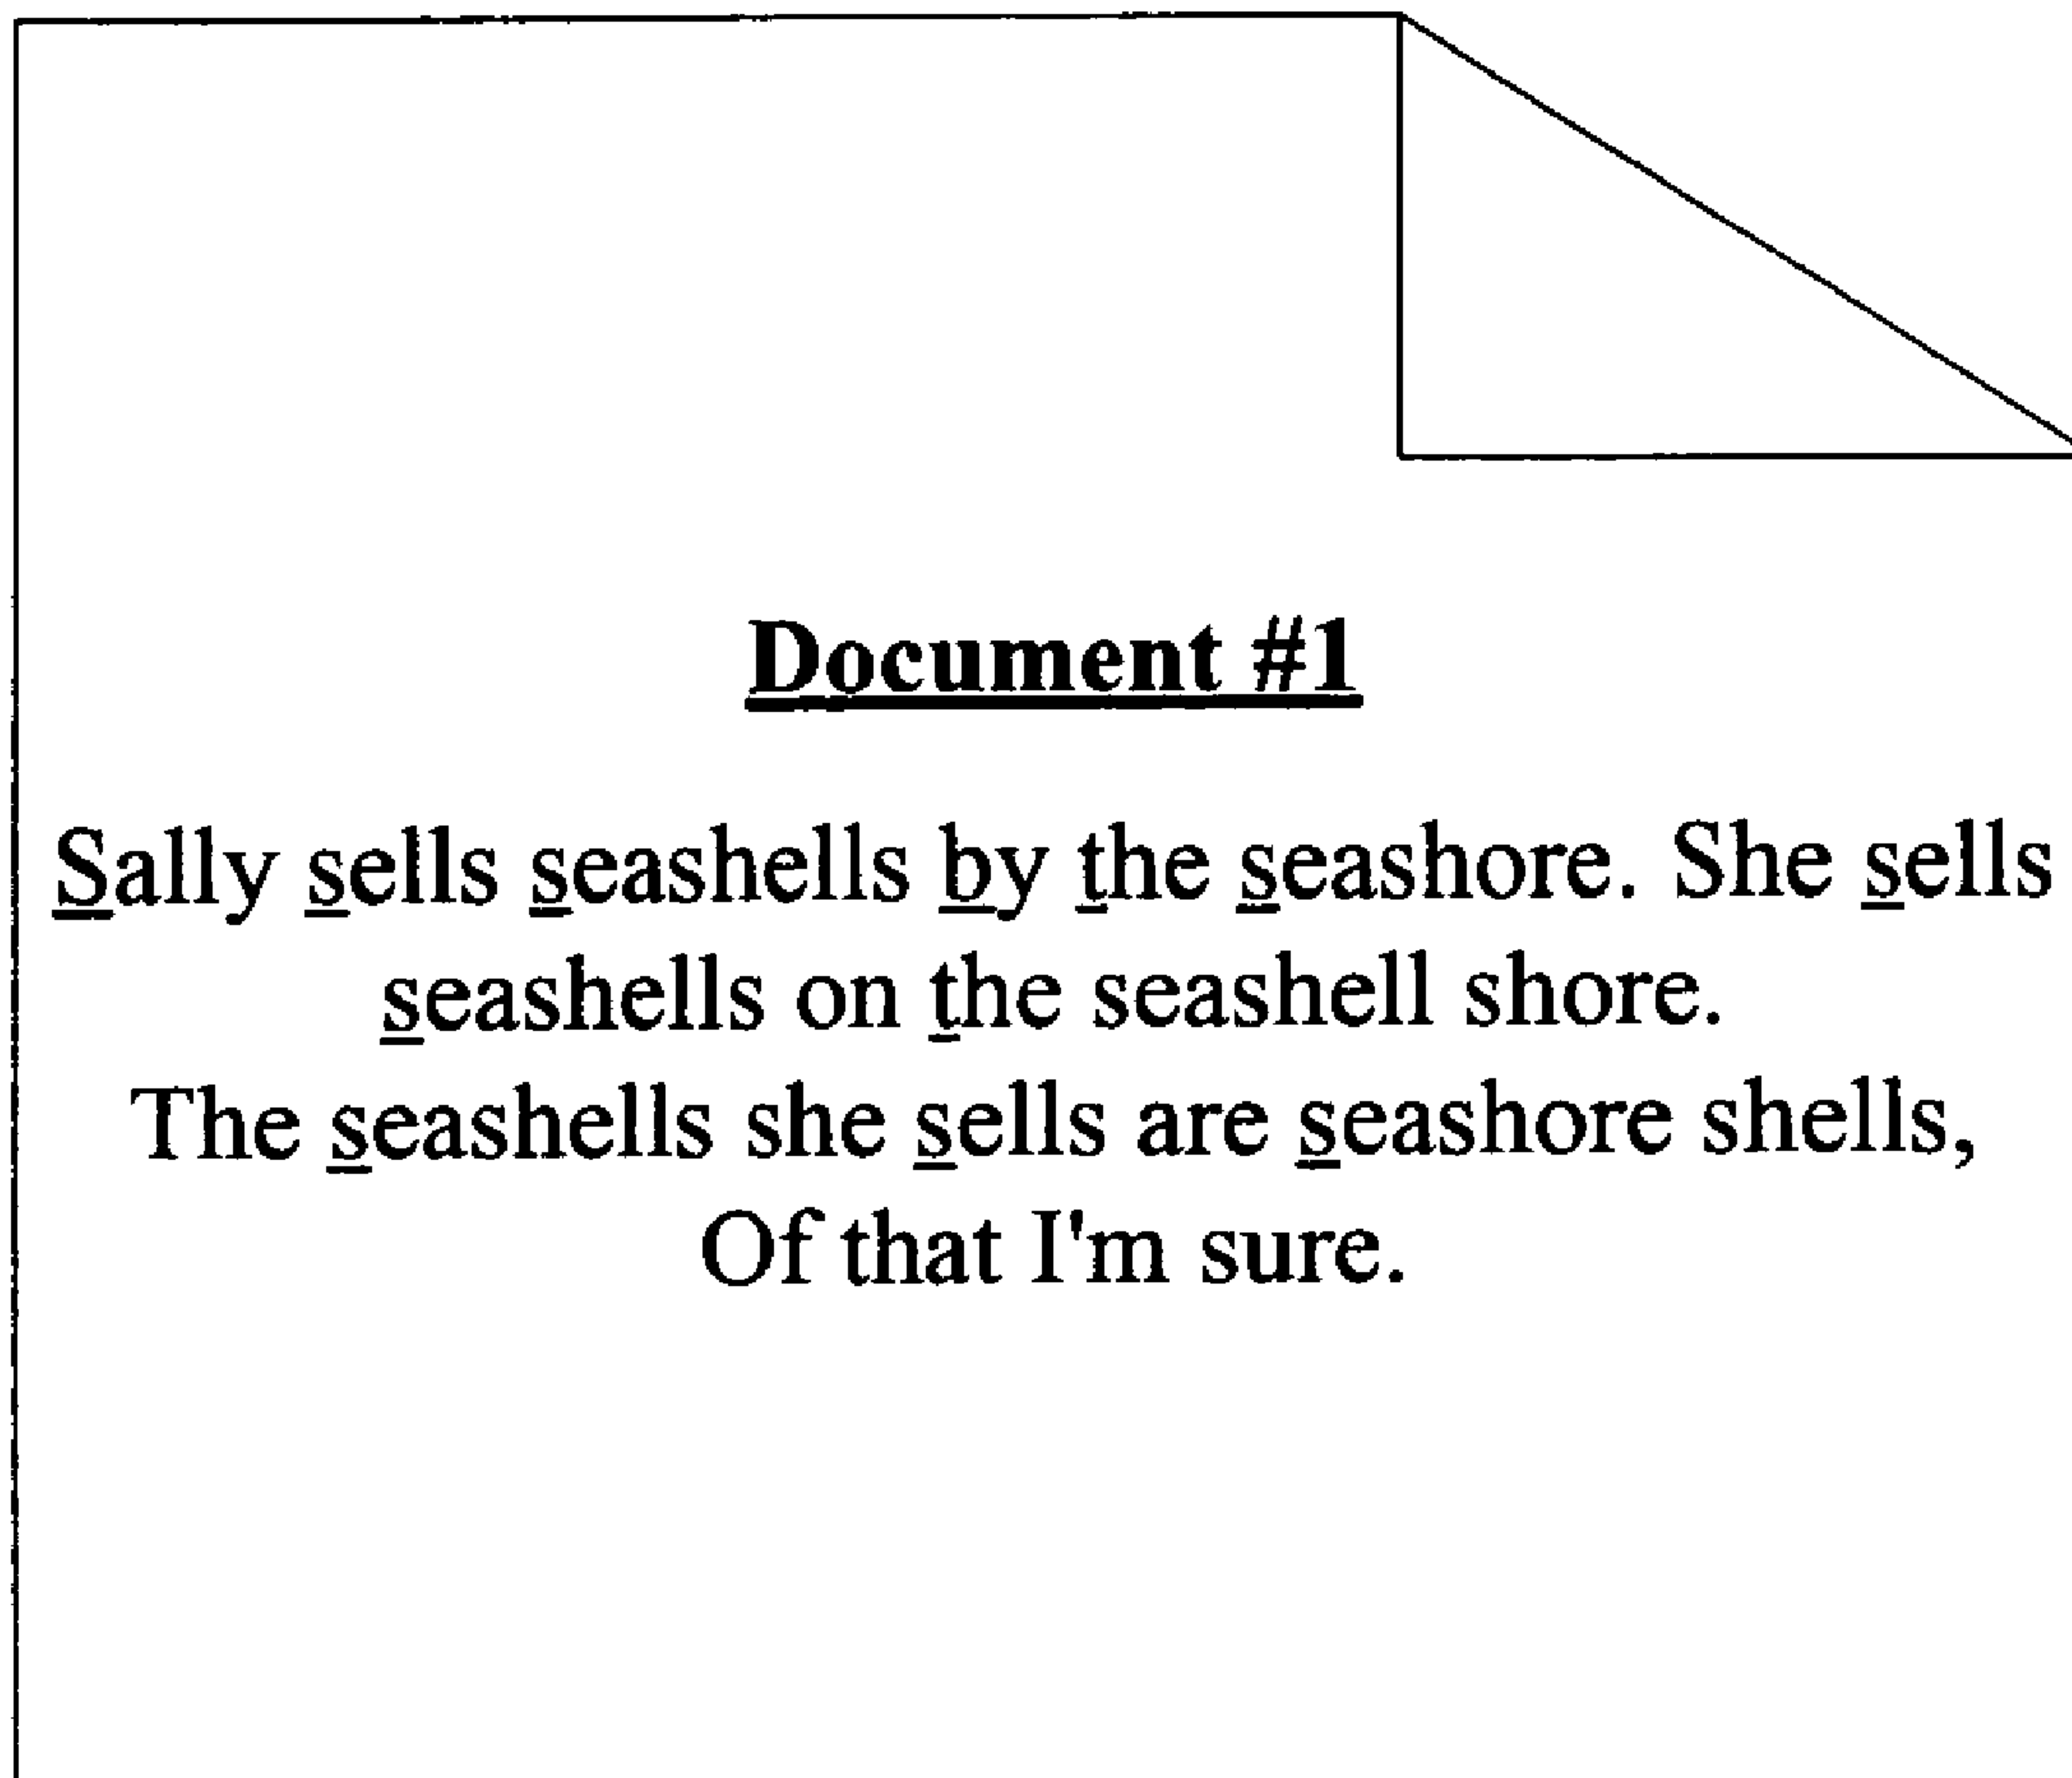 Document #1
Sally sells seashells by the seashore. She sells
seashells on the seashell shore.
The seashells she sells are seashore shells,
Of that I'm sure.